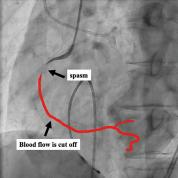 spasm
Blood flow is cut off